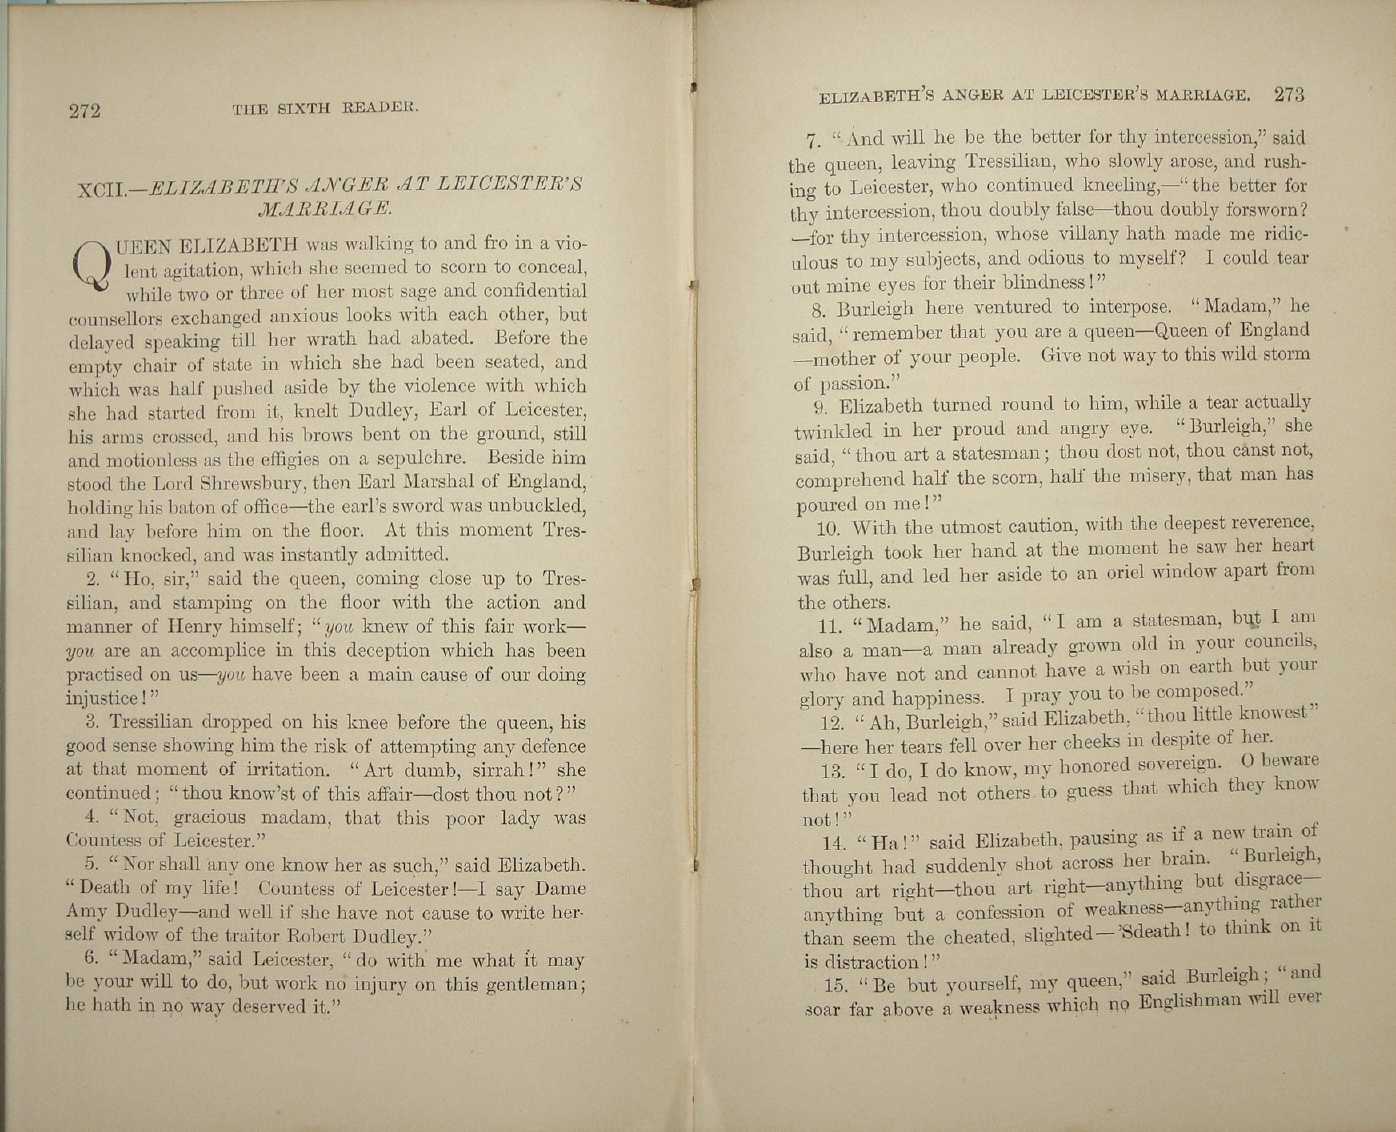 272 THE SIXTH READER.
XCII.—ELIZABETH'S ANGER AT LEICESTER'S
MARRIAGE.
QUEEN ELIZABETH was walking to and fro in a vio-
lent agitation, which she seemed to scorn to conceal,
while two or three of her most sage and confidential
counsellors exchanged anxious looks with each other, but
delayed speaking till her wrath had abated. Before the
empty chair of state in which she had been seated, and
which was half pushed aside by the violence with which
she had started from it, knelt Dudley, Earl of Leicester,
his arms crossed, and his brows bent on the ground, still
and motionless as the effigies on a sepulchre. Beside him
stood the Lord Shrewsbury, then Earl Marshal of England,
holding his baton of office—the earl's sword was unbuckled,
and lay before him on the floor. At this moment Tres-
silian knocked, and was instantly admitted.
2. "Ho, sir," said the queen, coming close up to Tres-
silian, and stamping on the floor with the action and
manner of Henry himself; "you knew of this fair work—
you are an accomplice in this deception which has been
practised on us—you have been a main cause of our doing
injustice!"
3. Tressilian dropped on his knee before the queen, his
good sense showing him the risk of attempting any defence
at that moment of irritation. "Art dumb, sirrah!" she
continued; "thou know'st of this affair—dost thou not?"
4. "Not, gracious madam, that this poor lady was
Countess of Leicester."
5. "Nor shall any one know her as such," said Elizabeth.
"Death of my life! Countess of Leicester!—I say Dame
Amy Dudley—and well if she have not cause to write her-
self widow of the traitor Robert Dudley."
6. "Madam," said Leicester, "do with me what it may
be your will to do, but work no injury on this gentleman;
he hath in no way deserved it."
ELIZABETH'S ANGER AT LEICESTER'S MARRIAGE. 273
7. "And will he be the better for thy intercession," said
the queen, leaving Tressilian, who slowly arose, and rush-
ing to Leicester, who continued kneeling,—"the better for
thy intercession, thou doubly false—thou doubly forsworn?
—for thy intercession, whose villany hath made me ridic-
ulous to my subjects, and odious to myself? I could tear
out mine eyes for their blindness!"
8. Burleigh here ventured to interpose. "Madam," he
said, "remember that you are a queen—Queen of England
—mother of your people. Give not way to this wild storm
of passion."
9. Elizabeth turned round to him, while a tear actually
twinkled in her proud and angry eye. "Burleigh," she
said, "thou art a statesman; thou dost not, thou canst not,
comprehend half the scorn, half the misery, that man has
poured on me!"
10. With the utmost caution, with the deepest reverence,
Burleigh took her hand at the moment he saw her heart
was full, and led her aside to an oriel window apart from
the others.
11. "Madam," he said, "I am a statesman, but I am
also a man—a man already grown old in your councils,
who have not and cannot have a wish on earth but your
glory and happiness. I pray you to be composed."
12. "Ah, Burleigh," said Elizabeth, "thou little knowest"
—here her tears fell over her cheeks in despite of her.
13. "I do, I do know, my honored sovereign. O beware
that you lead not others to guess that which they know
not!"
14. "Ha!" said Elizabeth, pausing as if a new train of
thought had suddenly shot across her brain. "Burleigh,
thou art right—thou art right—anything but disgrace—
anything but a confession of weakness—anything rather
than seem the cheated, slighted—'Sdeath! to think on it
is distraction!"
15. "Be but yourself, my queen," said Burleigh; "and
soar far above a weakness which no Englishman will ever